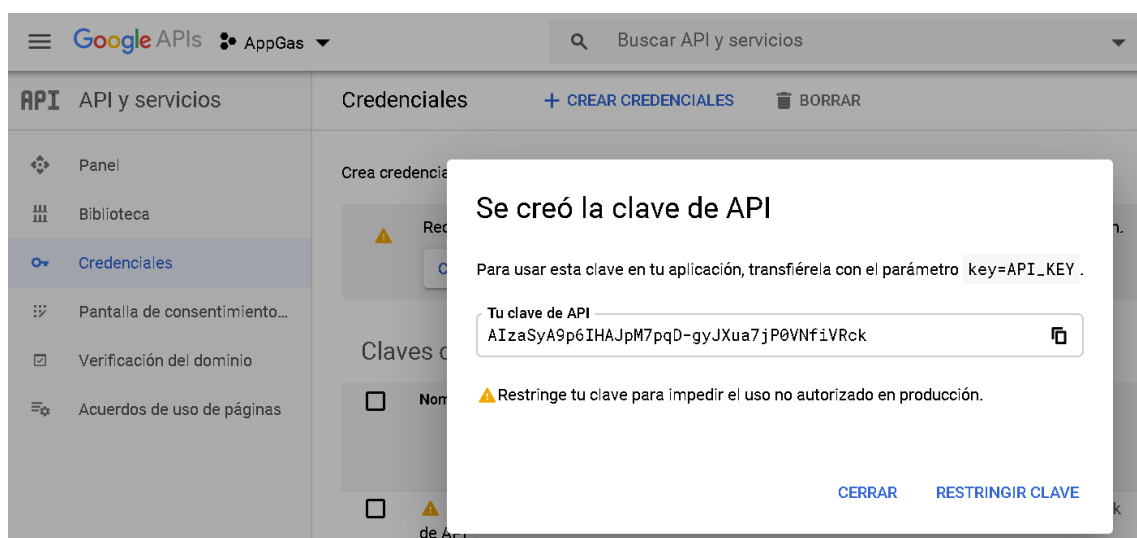 Google APIs AppGas Buscar API y servicios
API API y servicios Credenciales + CREAR CREDENCIALES BORRAR
Panel
Crea credencia
Biblioteca
Rec n.
Credenciales
C
Pantalla de consentimiento...
Verificación del dominio
Acuerdos de uso de páginas
Claves d
Nom
de API
k
Se creó la clave de API
Para usar esta clave en tu aplicación, transfiérela con el parámetro key=API_KEY.
Tu clave de API
AIzaSyA9p6IHAJpM7pqD-gyJXua7jP0VNfiVRck
Restringe tu clave para impedir el uso no autorizado en producción.
CERRAR RESTRINGIR CLAVE